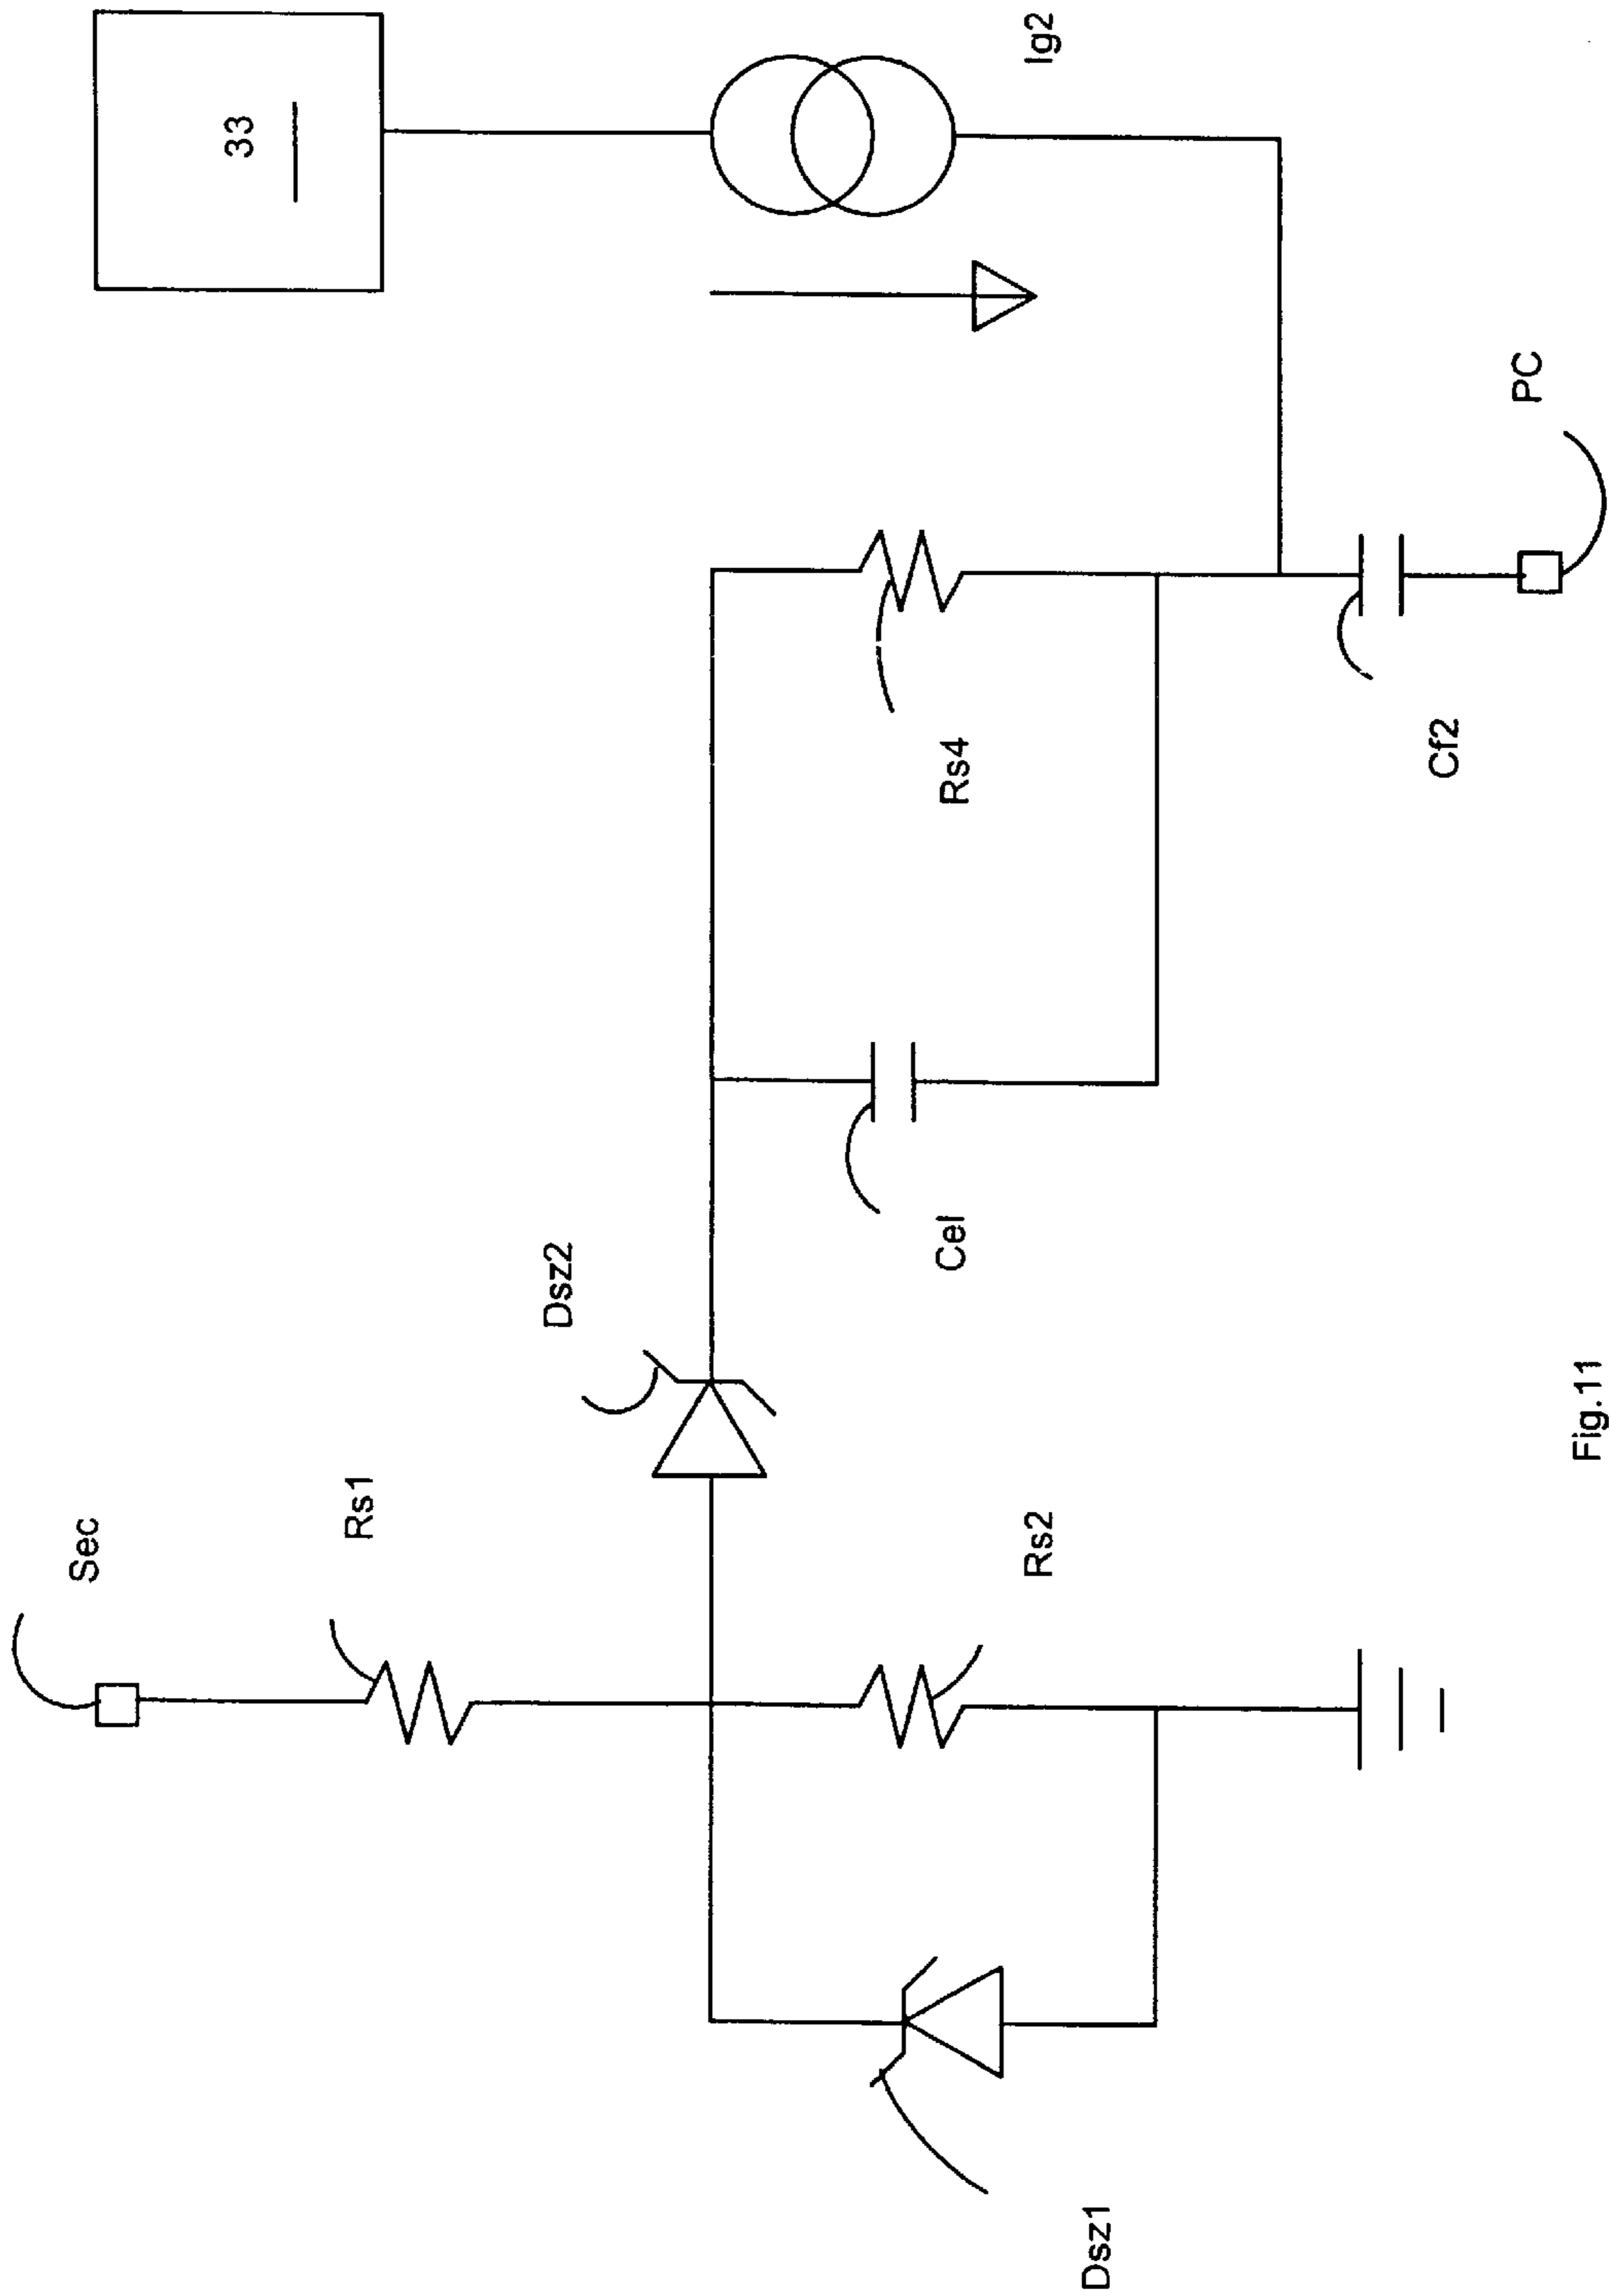 33
Ig2
PC
Rs4
Cf2
Cel
Dsz2
Sec
Rs1
Rs2
Dsz1
Fig.11